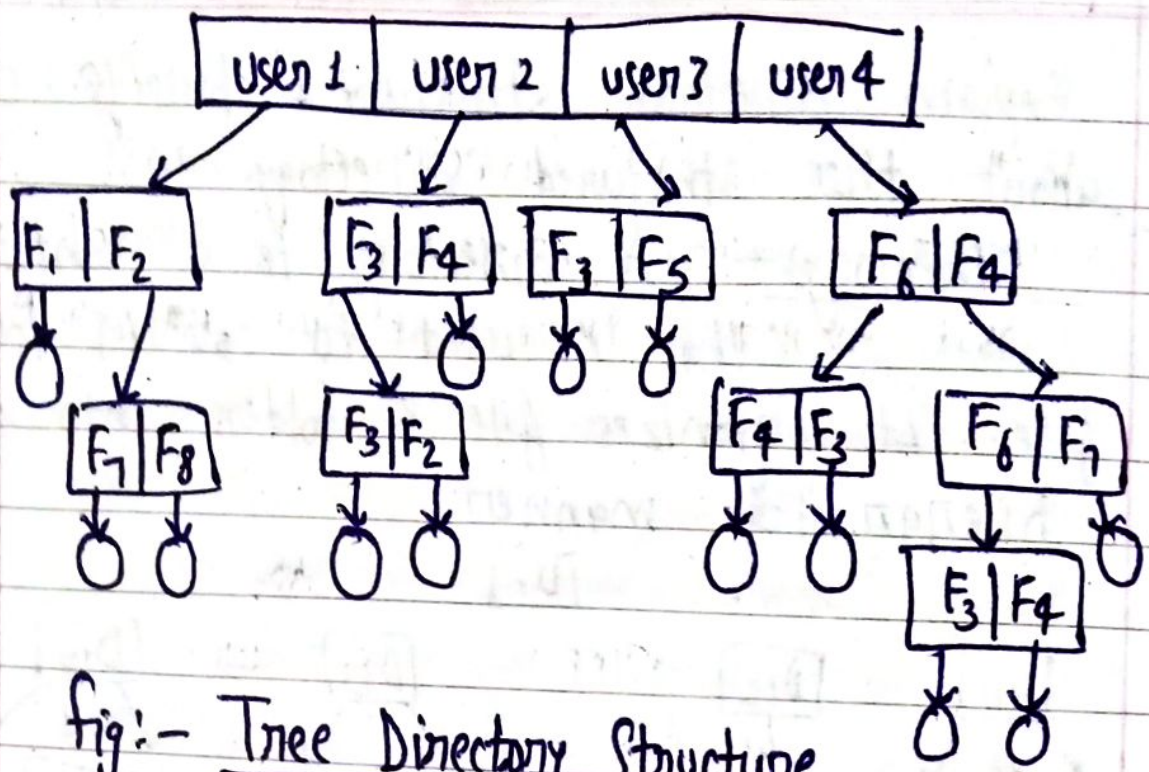 user 1 user 2 user 3 user 4
F1 F2 F3 F4 F3 F5 F6 F4
F7 F8 F3 F2 F4 F3 F6 F7
F3 F4
fig:- Tree Directory Structure